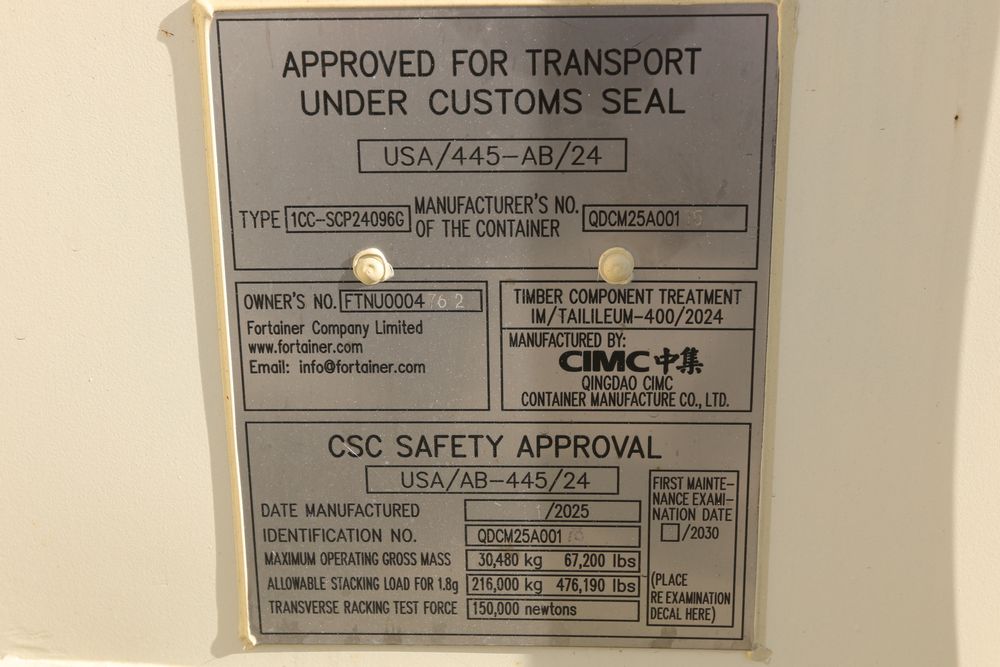 APPROVED FOR TRANSPORT
UNDER CUSTOMS SEAL
USA/445-AB/24
TYPE 1CC-SCP24096G MANUFACTURER'S NO. OF THE CONTAINER QDCM25A001
OWNER'S NO. FTNU0004762
Fortainer Company Limited
www.fortainer.com
Email: info@fortainer.com
TIMBER COMPONENT TREATMENT
IM/TAILILEUM-400/2024
MANUFACTURED BY:
CIMC中集
QINGDAO CIMC
CONTAINER MANUFACTURE CO., LTD.
CSC SAFETY APPROVAL
USA/AB-445/24
DATE MANUFACTURED /2025
IDENTIFICATION NO. QDCM25A001
MAXIMUM OPERATING GROSS MASS 30,480 kg 67,200 lbs
ALLOWABLE STACKING LOAD FOR 1.8g 216,000 kg 476,190 lbs
TRANSVERSE RACKING TEST FORCE 150,000 newtons
FIRST MAINTE-
NANCE EXAMI-
NATION DATE
/2030
(PLACE
RE EXAMINATION
DECAL HERE)